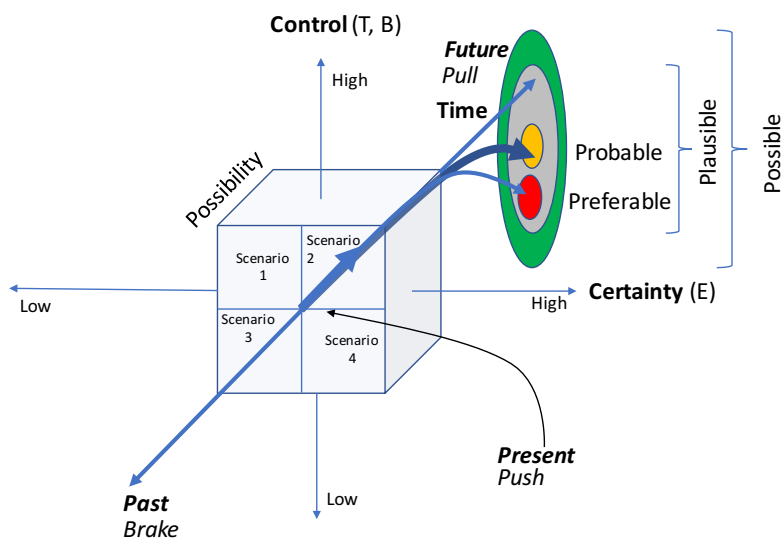 Control (T, B)
Future
Pull
High
Time
Possibility
Probable
Preferable
Plausible
Possible
Scenario
1
Scenario
2
Low
High
Certainty (E)
Scenario
3
Scenario
4
Present
Push
Low
Past
Brake